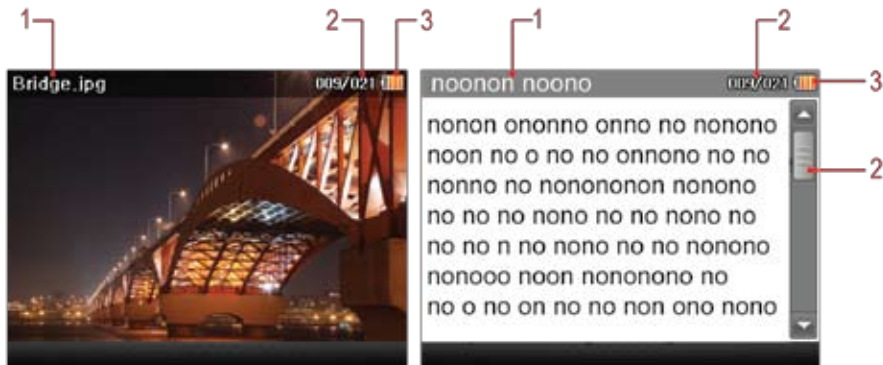 1 2 3 1 2
Bridge.jpg 009/021
noonon noono 009/021 3
nonon ononno onno no nonono
noon no o no no onnono no no
2
nonno no nonononon nonono
no no no nono no no nono no
no no n no nono no no nonono
nonooo noon nononono no
no o no on no no non ono nono